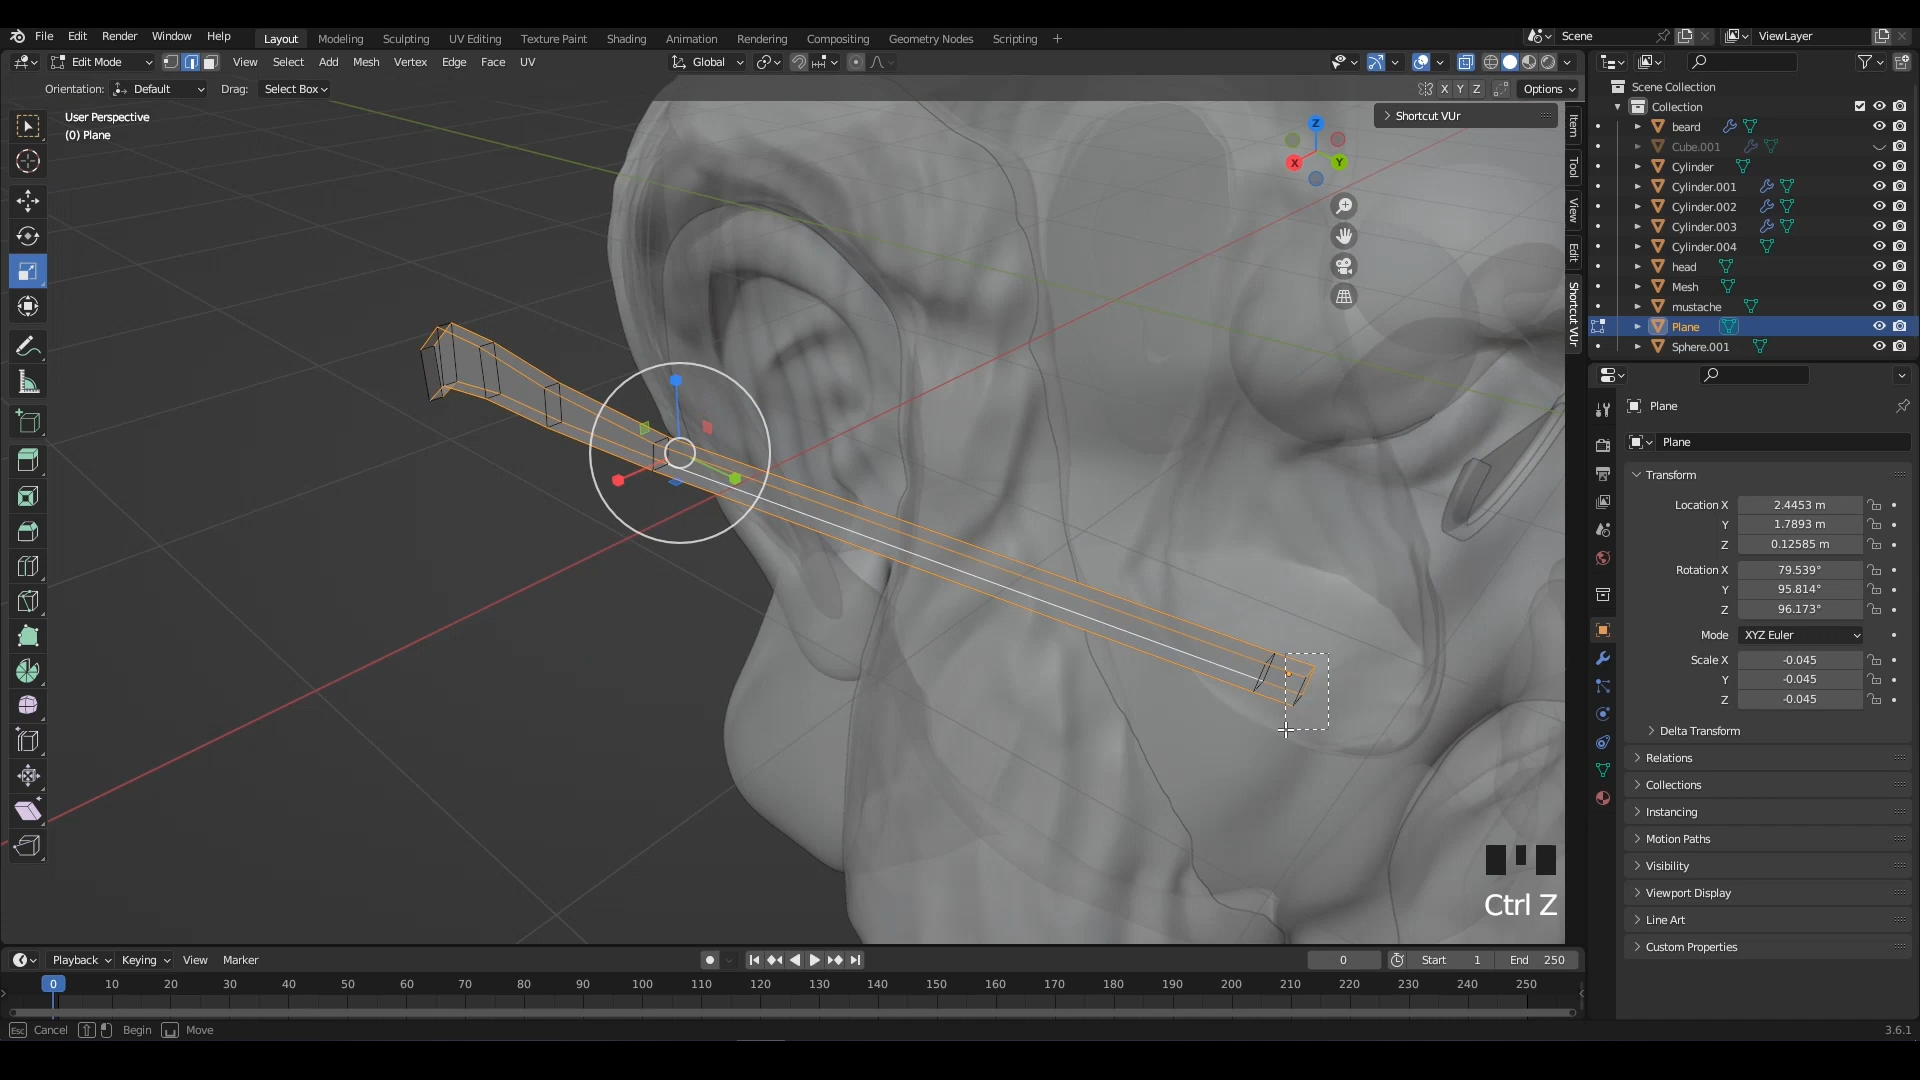 File Edit Render Window Help Layout Modeling Sculpting UV Editing Texture Paint Shading Animation Rendering Compositing Geometry Nodes Scripting + Scene ViewLayer
Edit Mode View Select Add Mesh Vertex Edge Face UV Global
Orientation: Default Drag: Select Box X Y Z Options
User Perspective
(0) Plane
Shortcut VUr
Z
X
Y
Item
Tool
View
Edit
Shortcut VUr
Ctrl Z
Scene Collection
Collection
beard
Cube.001
Cylinder
Cylinder.001
Cylinder.002
Cylinder.003
Cylinder.004
head
Mesh
mustache
Plane
Sphere.001
Plane
Plane
Transform
Location X 2.4453 m
Y 1.7893 m
Z 0.12585 m
Rotation X 79.539°
Y 95.814°
Z 96.173°
Mode XYZ Euler
Scale X -0.045
Y -0.045
Z -0.045
Delta Transform
Relations
Collections
Instancing
Motion Paths
Visibility
Viewport Display
Line Art
Custom Properties
Playback Keying View Marker 0 Start 1 End 250
0 10 20 30 40 50 60 70 80 90 100 110 120 130 140 150 160 170 180 190 200 210 220 230 240 250
Esc Cancel Begin Move 3.6.1